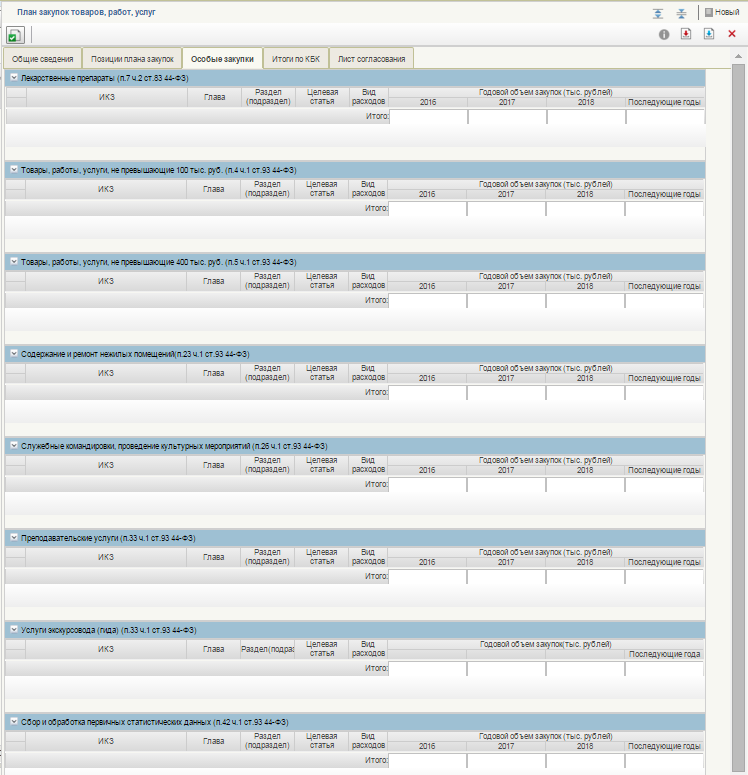 План закупок товаров, работ, услуг
Новый
Общие сведения Позиции плана закупок Особые закупки Итоги по КБК Лист согласования
Лекарственные препараты (п.7 ч.2 ст.83 44-ФЗ)
ИКЗ Глава Раздел (подраздел) Целевая статья Вид расходов Годовой объем закупок (тыс. рублей)
2016 2017 2018 Последующие годы
Итого:
Товары, работы, услуги, не превышающие 100 тыс. руб. (п.4 ч.1 ст.93 44-ФЗ)
ИКЗ Глава Раздел (подраздел) Целевая статья Вид расходов Годовой объем закупок (тыс. рублей)
2016 2017 2018 Последующие годы
Итого:
Товары, работы, услуги, не превышающие 400 тыс. руб. (п.5 ч.1 ст.93 44-ФЗ)
ИКЗ Глава Раздел (подраздел) Целевая статья Вид расходов Годовой объем закупок (тыс. рублей)
2016 2017 2018 Последующие годы
Итого:
Содержание и ремонт нежилых помещений(п.23 ч.1 ст.93 44-ФЗ)
ИКЗ Глава Раздел (подраздел) Целевая статья Вид расходов Годовой объем закупок (тыс. рублей)
2016 2017 2018 Последующие годы
Итого:
Служебные командировки, проведение культурных мероприятий (п.26 ч.1 ст.93 44-ФЗ)
ИКЗ Глава Раздел (подраздел) Целевая статья Вид расходов Годовой объем закупок (тыс. рублей)
2016 2017 2018 Последующие годы
Итого:
Преподавательские услуги (п.33 ч.1 ст.93 44-ФЗ)
ИКЗ Глава Раздел (подраздел) Целевая статья Вид расходов Годовой объем закупок (тыс. рублей)
2016 2017 2018 Последующие годы
Итого:
Услуги экскурсовода (гида) (п.33 ч.1 ст.93 44-ФЗ)
ИКЗ Глава Раздел(подраз Целевая статья Вид расходов Годовой объем закупок(тыс. рублей)
Последующие года
Итого:
Сбор и обработка первичных статистических данных (п.42 ч.1 ст.93 44-ФЗ)
ИКЗ Глава Раздел (подраздел) Целевая статья Вид расходов Годовой объем закупок (тыс. рублей)
2016 2017 2018 Последующие годы
Итого: